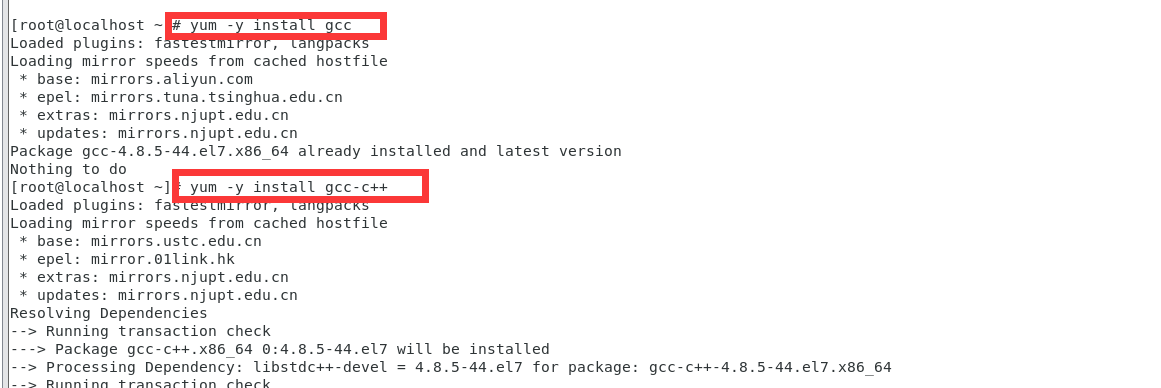 [root@localhost ~]# yum -y install gcc
Loaded plugins: fastestmirror, langpacks
Loading mirror speeds from cached hostfile
 * base: mirrors.aliyun.com
 * epel: mirrors.tuna.tsinghua.edu.cn
 * extras: mirrors.njupt.edu.cn
 * updates: mirrors.njupt.edu.cn
Package gcc-4.8.5-44.el7.x86_64 already installed and latest version
Nothing to do
[root@localhost ~]# yum -y install gcc-c++
Loaded plugins: fastestmirror, langpacks
Loading mirror speeds from cached hostfile
 * base: mirrors.ustc.edu.cn
 * epel: mirror.01link.hk
 * extras: mirrors.njupt.edu.cn
 * updates: mirrors.njupt.edu.cn
Resolving Dependencies
--> Running transaction check
---> Package gcc-c++.x86_64 0:4.8.5-44.el7 will be installed
--> Processing Dependency: libstdc++-devel = 4.8.5-44.el7 for package: gcc-c++-4.8.5-44.el7.x86_64
--> Running transaction check